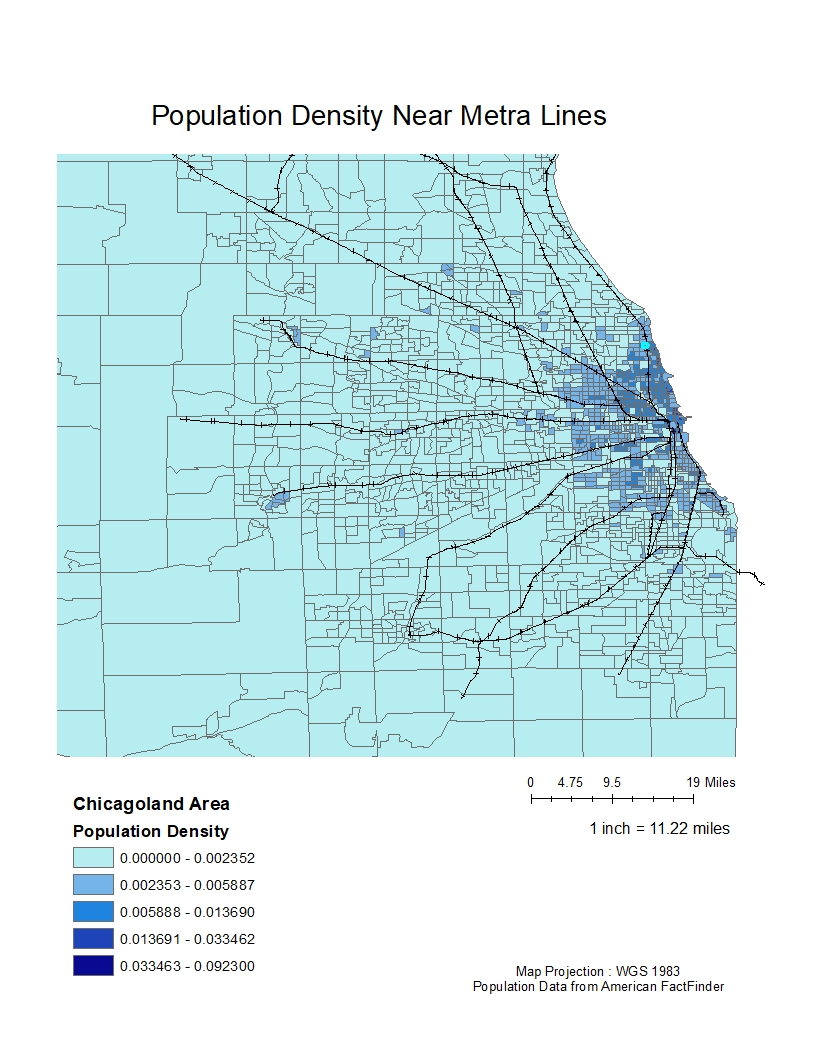 Population Density Near Metra Lines
0 4.75 9.5 19 Miles
1 inch = 11.22 miles
Chicagoland Area
Population Density
0.000000 - 0.002352
0.002353 - 0.005887
0.005888 - 0.013690
0.013691 - 0.033462
0.033463 - 0.092300
Map Projection : WGS 1983
Population Data from American FactFinder